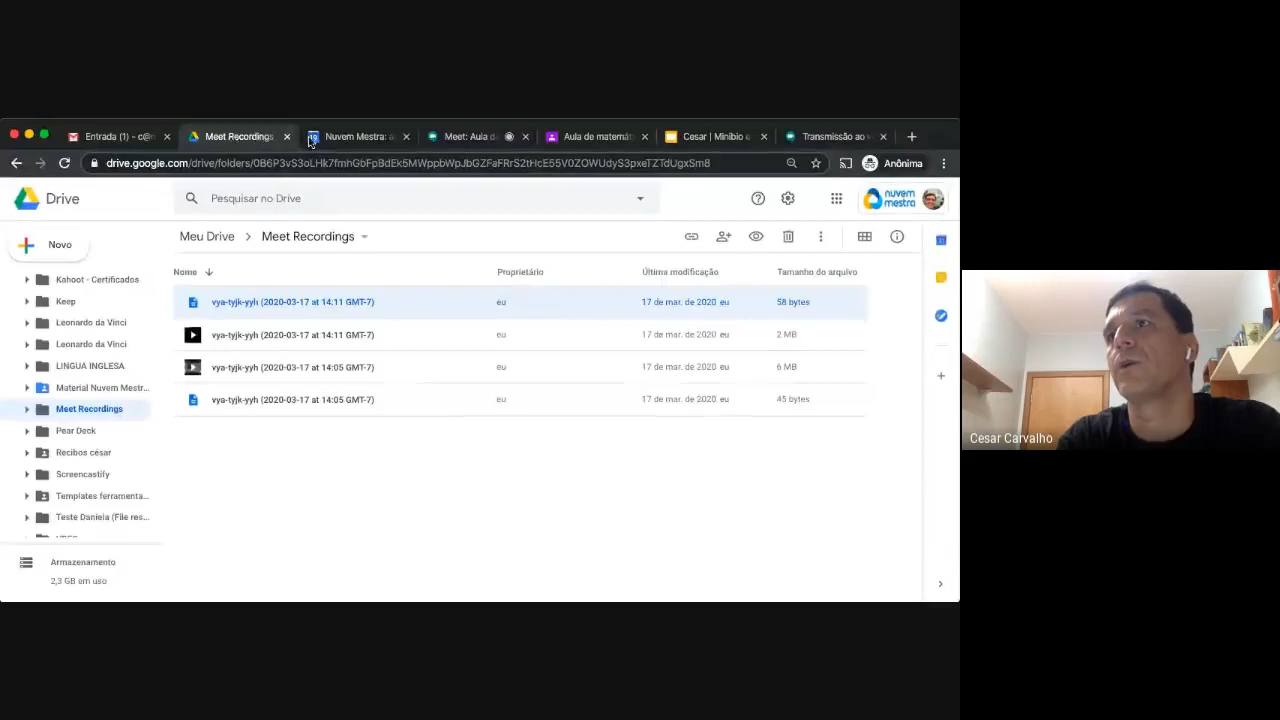 Entrada (1) - c@m
Meet Recordings
Nuvem Mestra: a
Meet: Aula da
Aula de matemát
Cesar | Minibio e
Transmissão ao v
drive.google.com/drive/folders/
Anônima
Drive
Pesquisar no Drive
nuvem
mestra
Novo
Meu Drive > Meet Recordings
Kahoot - Certificados
Keep
Leonardo da Vinci
Leonardo da Vinci
LINGUA INGLESA
Material Nuvem Mestr...
Meet Recordings
Pear Deck
Recibos césar
Screencastify
Templates ferramenta...
Teste Daniela (File res...
Armazenamento
2,3 GB em uso
Nome Proprietário Última modificação Tamanho do arquivo
vya-tyjk-yyh (2020-03-17 at 14:11 GMT-7) eu 17 de mar. de 2020 eu 58 bytes
vya-tyjk-yyh (2020-03-17 at 14:11 GMT-7) eu 17 de mar. de 2020 eu 2 MB
vya-tyjk-yyh (2020-03-17 at 14:05 GMT-7) eu 17 de mar. de 2020 eu 6 MB
vya-tyjk-yyh (2020-03-17 at 14:05 GMT-7) eu 17 de mar. de 2020 eu 45 bytes
Cesar Carvalho